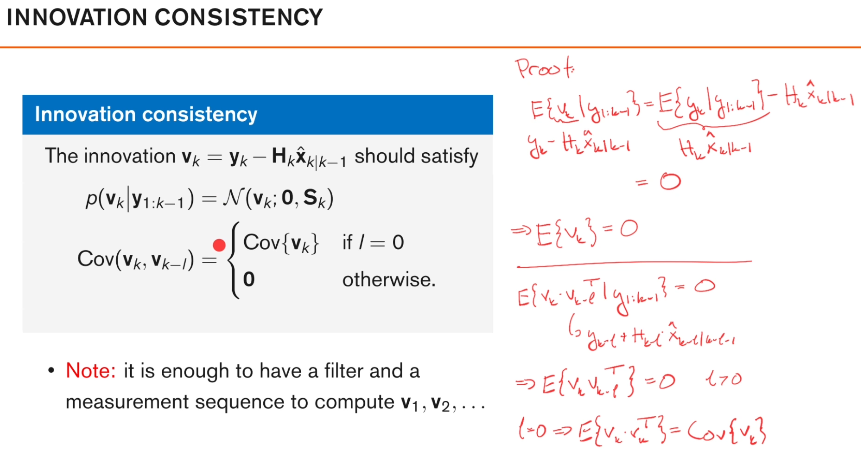 INNOVATION CONSISTENCY
Innovation consistency
The innovation v_k = y_k − H_k x̂_{k|k−1} should satisfy
p(v_k|y_{1:k−1}) = 𝒩(v_k; 0, S_k)
Cov(v_k, v_{k−l}) = { Cov{v_k} if l = 0
0 otherwise.
• Note: it is enough to have a filter and a
measurement sequence to compute v_1, v_2, . . .
Proof:
E{v_k | y_{1:k−1}} = E{y_k | y_{1:k−1}} − H_k x̂_{k|k−1}
y_k − H_k x̂_{k|k−1} H_k x̂_{k|k−1}
= 0
⇒ E{v_k} = 0
E{v_k · v_{k−l}^T | y_{1:k−1}} = 0
↳ y_{k−l} + H_{k−l} · x̂_{k−l|k−l−1}
⇒ E{v_k v_{k−l}^T} = 0 l>0
l=0 ⇒ E{v_k · v_k^T} = Cov{v_k}